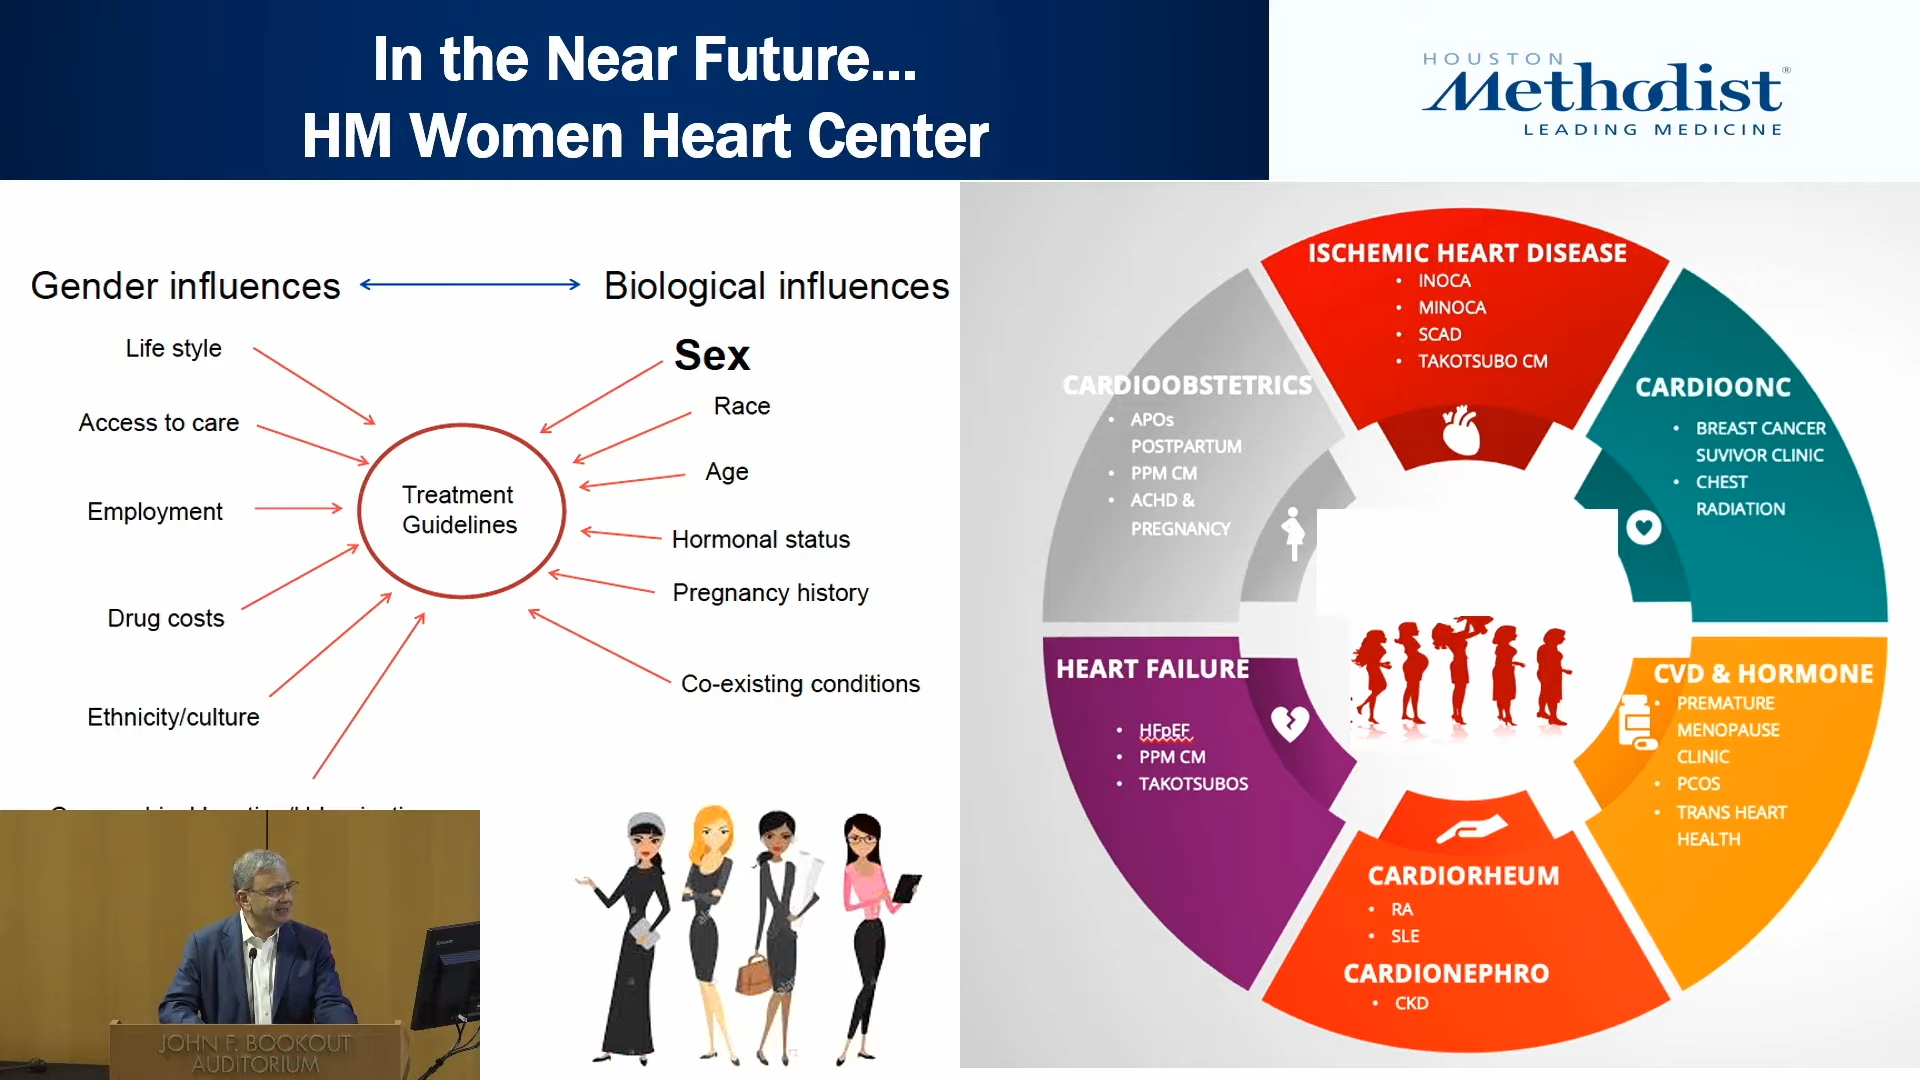 In the Near Future...
HM Women Heart Center
HOUSTON
Methodist®
LEADING MEDICINE
Gender influences
Biological influences
Life style
Access to care
Employment
Drug costs
Ethnicity/culture
Sex
Race
Age
Hormonal status
Pregnancy history
Co-existing conditions
Treatment
Guidelines
ISCHEMIC HEART DISEASE
• INOCA
• MINOCA
• SCAD
• TAKOTSUBO CM
CARDIOONC
• BREAST CANCER
SUVIVOR CLINIC
• CHEST
RADIATION
CVD & HORMONE
• PREMATURE
MENOPAUSE
CLINIC
• PCOS
• TRANS HEART
HEALTH
CARDIORHEUM
• RA
• SLE
CARDIONEPHRO
• CKD
HEART FAILURE
• HFpEF
• PPM CM
• TAKOTSUBOS
CARDIOOBSTETRICS
• APOs
POSTPARTUM
• PPM CM
• ACHD &
PREGNANCY
JOHN F. BOOKOUT
AUDITORIUM